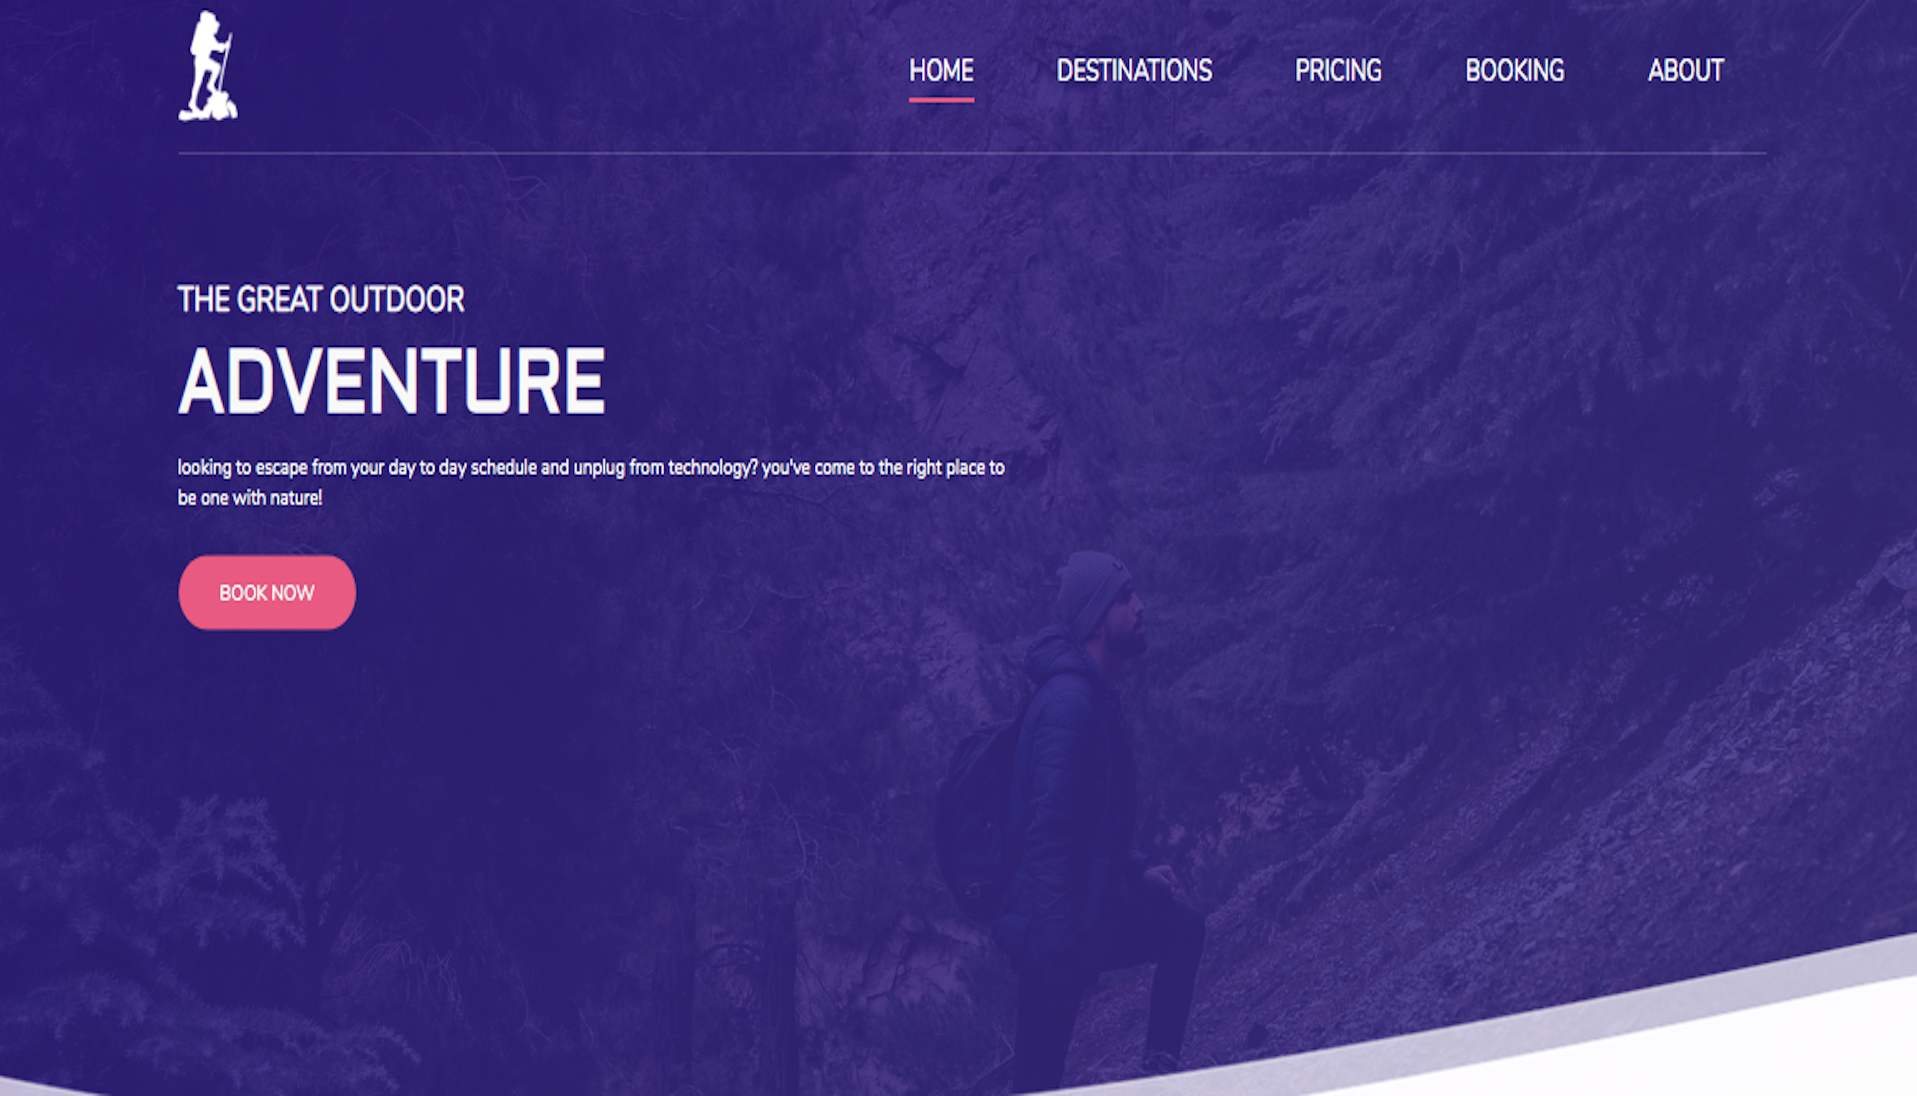 HOME DESTINATIONS PRICING BOOKING ABOUT
THE GREAT OUTDOOR
ADVENTURE
looking to escape from your day to day schedule and unplug from technology? you've come to the right place to
be one with nature!
BOOK NOW